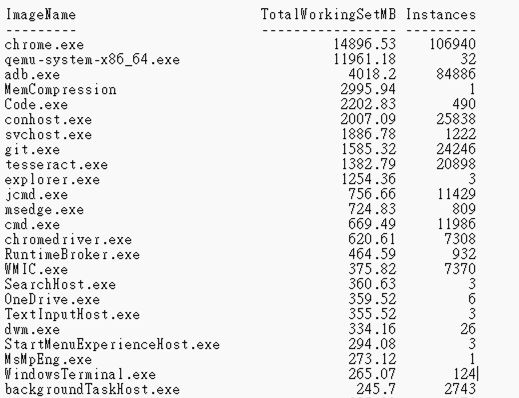 ImageName TotalWorkingSetMB Instances
--------- ----------------- ---------
chrome.exe 14896.53 106940
qemu-system-x86_64.exe 11961.18 32
adb.exe 4018.2 84886
MemCompression 2995.94 1
Code.exe 2202.83 490
conhost.exe 2007.09 25838
svchost.exe 1886.78 1222
git.exe 1585.32 24246
tesseract.exe 1382.79 20898
explorer.exe 1254.36 3
jcmd.exe 756.66 11429
msedge.exe 724.83 809
cmd.exe 669.49 11986
chromedriver.exe 620.61 7308
RuntimeBroker.exe 464.59 932
WMIC.exe 375.82 7370
SearchHost.exe 360.63 3
OneDrive.exe 359.52 6
TextInputHost.exe 355.52 3
dwm.exe 334.16 26
StartMenuExperienceHost.exe 294.08 3
MsMpEng.exe 273.12 1
WindowsTerminal.exe 265.07 124
backgroundTaskHost.exe 245.7 2743